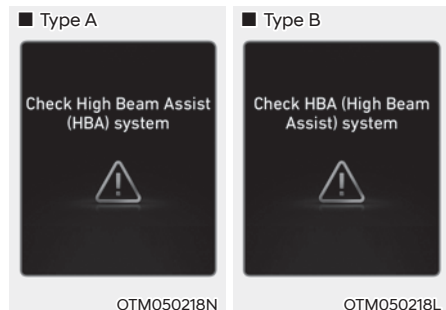 ■ Type A
Check High Beam Assist
(HBA) system
OTM050218N
■ Type B
Check HBA (High Beam
Assist) system
OTM050218L